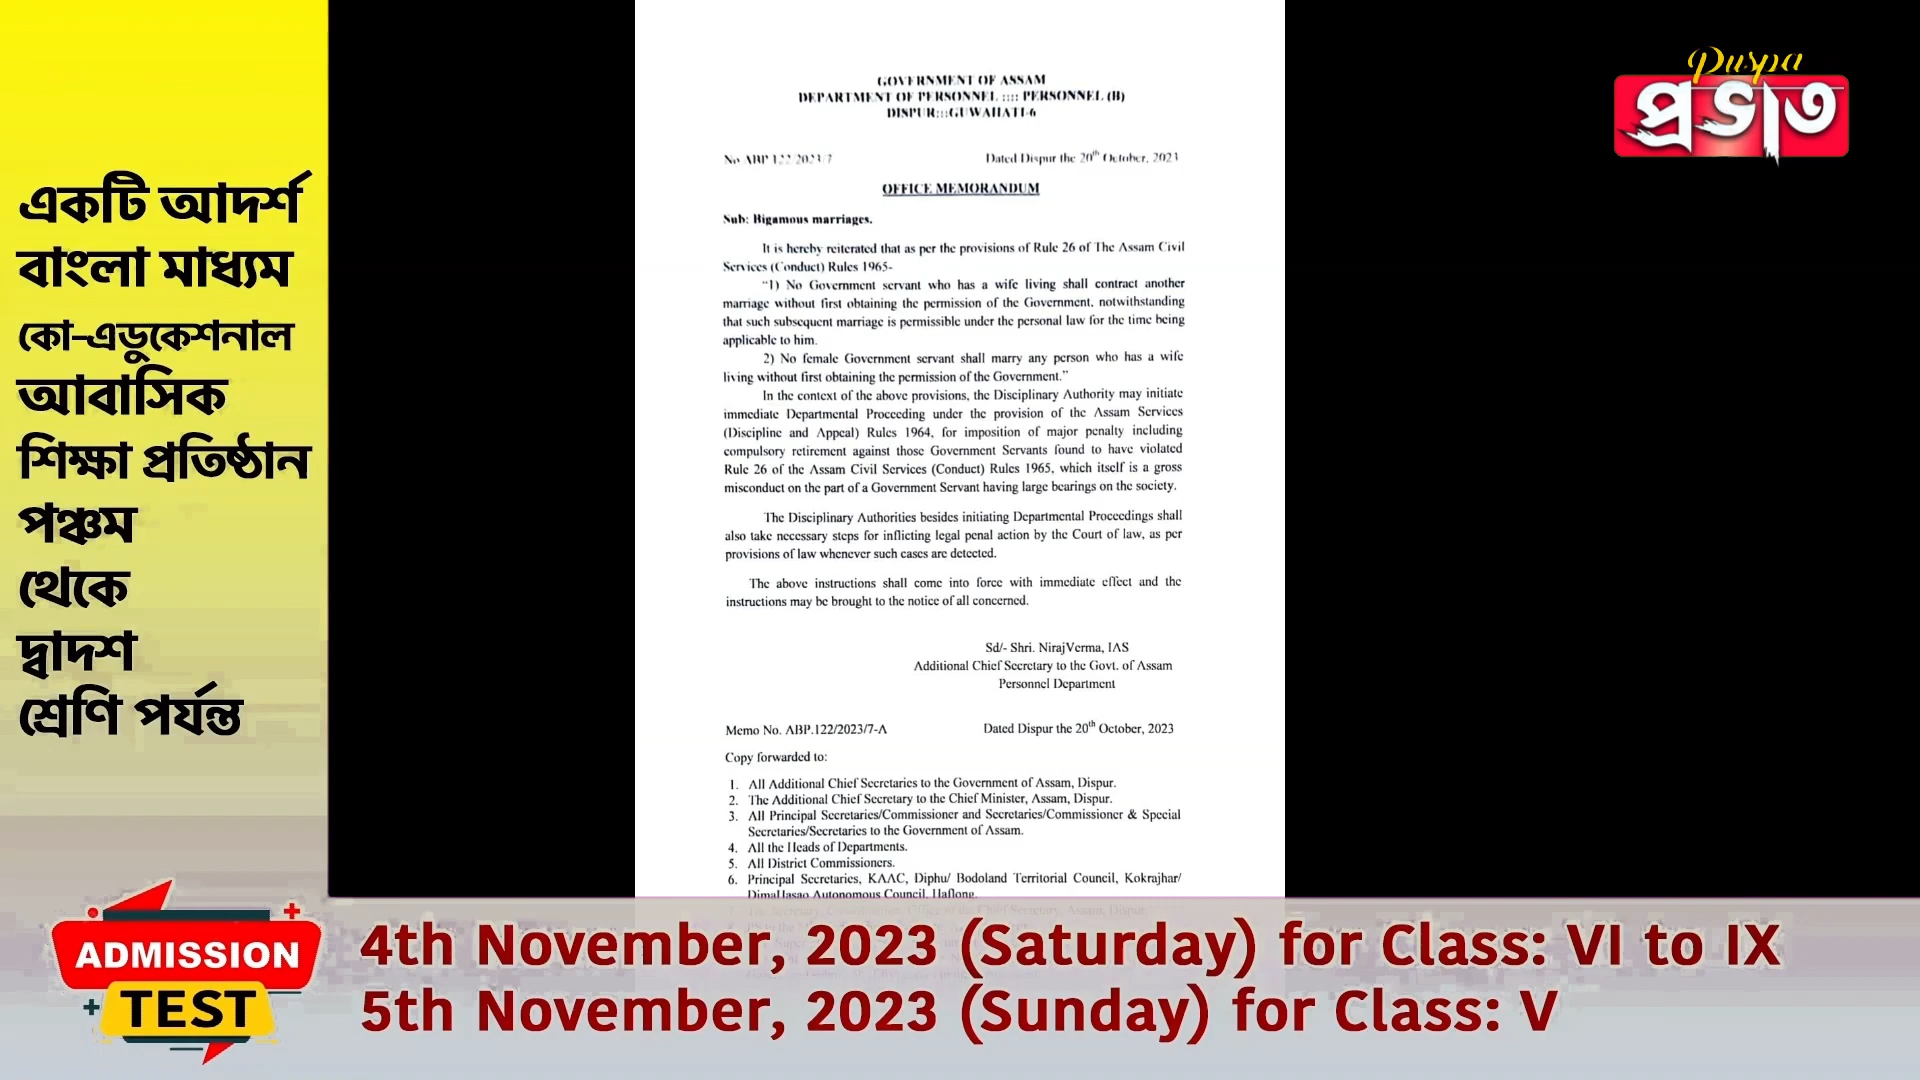 একটি আদর্শ
বাংলা মাধ্যম
কো-এডুকেশনাল
আবাসিক
শিক্ষা প্রতিষ্ঠান
পঞ্চম
থেকে
দ্বাদশ
শ্রেণি পর্যন্ত
ADMISSION
TEST
GOVERNMENT OF ASSAM
DEPARTMENT OF PERSONNEL :::: PERSONNEL (B)
DISPUR:::GUWAHATI-6
No ABP 122/2023/7 Dated Dispur the 20th October, 2023
OFFICE MEMORANDUM
Sub: Bigamous marriages.
It is hereby reiterated that as per the provisions of Rule 26 of The Assam Civil
Services (Conduct) Rules 1965-
"1) No Government servant who has a wife living shall contract another
marriage without first obtaining the permission of the Government, notwithstanding
that such subsequent marriage is permissible under the personal law for the time being
applicable to him.
2) No female Government servant shall marry any person who has a wife
living without first obtaining the permission of the Government."
In the context of the above provisions, the Disciplinary Authority may initiate
immediate Departmental Proceeding under the provision of the Assam Services
(Discipline and Appeal) Rules 1964, for imposition of major penalty including
compulsory retirement against those Government Servants found to have violated
Rule 26 of the Assam Civil Services (Conduct) Rules 1965, which itself is a gross
misconduct on the part of a Government Servant having large bearings on the society.
The Disciplinary Authorities besides initiating Departmental Proceedings shall
also take necessary steps for inflicting legal penal action by the Court of law, as per
provisions of law whenever such cases are detected.
The above instructions shall come into force with immediate effect and the
instructions may be brought to the notice of all concerned.
Sd/- Shri. NirajVerma, IAS
Additional Chief Secretary to the Govt. of Assam
Personnel Department
Memo No. ABP.122/2023/7-A Dated Dispur the 20th October, 2023
Copy forwarded to:
1. All Additional Chief Secretaries to the Government of Assam, Dispur.
2. The Additional Chief Secretary to the Chief Minister, Assam, Dispur.
3. All Principal Secretaries/Commissioner and Secretaries/Commissioner & Special
Secretaries/Secretaries to the Government of Assam.
4. All the Heads of Departments.
5. All District Commissioners.
6. Principal Secretaries, KAAC, Diphu/ Bodoland Territorial Council, Kokrajhar/
DimaHasao Autonomous Council, Haflong.
Puspa
প্রভাত
4th November, 2023 (Saturday) for Class: VI to IX
5th November, 2023 (Sunday) for Class: V